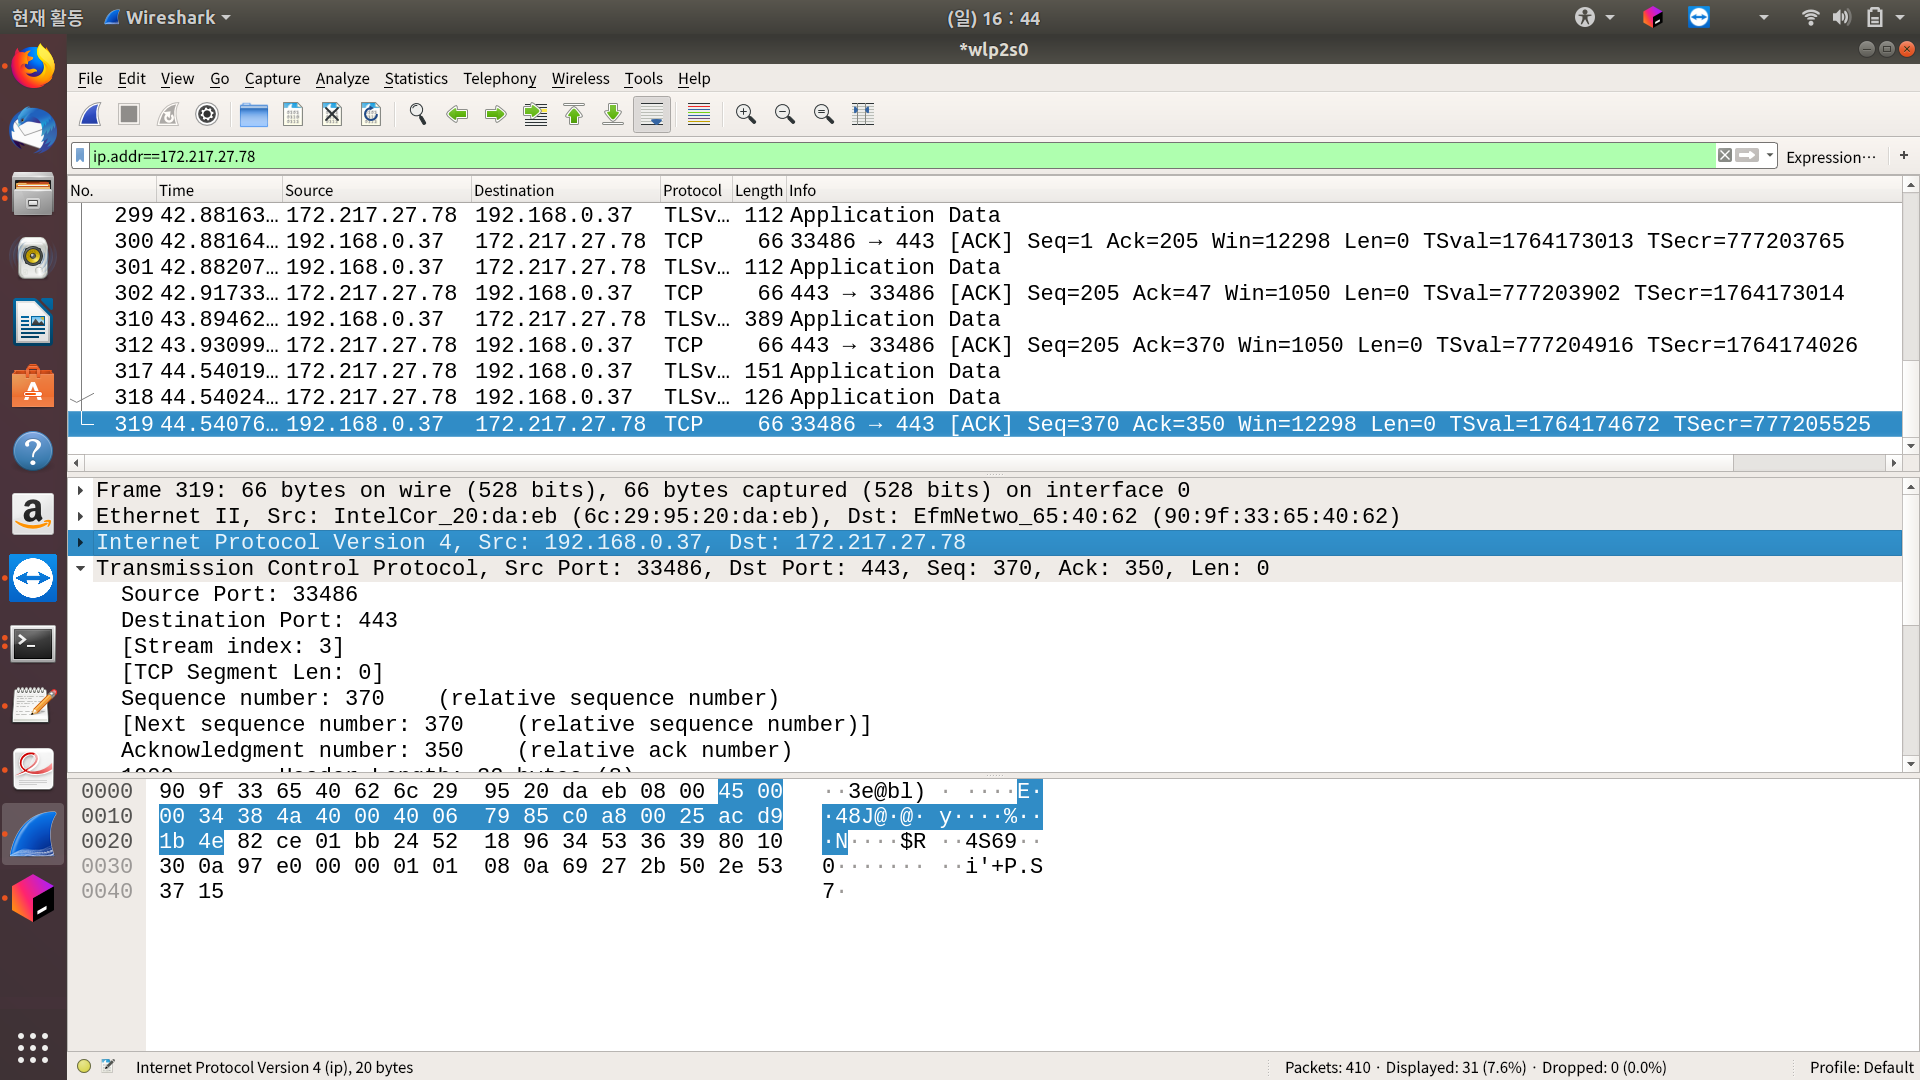 현재 활동 Wireshark (일) 16 : 44
*wlp2s0
File Edit View Go Capture Analyze Statistics Telephony Wireless Tools Help
ip.addr==172.217.27.78 Expression… +
No. Time Source Destination Protocol Length Info
299 42.88163… 172.217.27.78 192.168.0.37 TLSv… 112 Application Data
300 42.88164… 192.168.0.37 172.217.27.78 TCP 66 33486 → 443 [ACK] Seq=1 Ack=205 Win=12298 Len=0 TSval=1764173013 TSecr=777203765
301 42.88207… 192.168.0.37 172.217.27.78 TLSv… 112 Application Data
302 42.91733… 172.217.27.78 192.168.0.37 TCP 66 443 → 33486 [ACK] Seq=205 Ack=47 Win=1050 Len=0 TSval=777203902 TSecr=1764173014
310 43.89462… 192.168.0.37 172.217.27.78 TLSv… 389 Application Data
312 43.93099… 172.217.27.78 192.168.0.37 TCP 66 443 → 33486 [ACK] Seq=205 Ack=370 Win=1050 Len=0 TSval=777204916 TSecr=1764174026
317 44.54019… 172.217.27.78 192.168.0.37 TLSv… 151 Application Data
318 44.54024… 172.217.27.78 192.168.0.37 TLSv… 126 Application Data
319 44.54076… 192.168.0.37 172.217.27.78 TCP 66 33486 → 443 [ACK] Seq=370 Ack=350 Win=12298 Len=0 TSval=1764174672 TSecr=777205525
Frame 319: 66 bytes on wire (528 bits), 66 bytes captured (528 bits) on interface 0
Ethernet II, Src: IntelCor_20:da:eb (6c:29:95:20:da:eb), Dst: EfmNetwo_65:40:62 (90:9f:33:65:40:62)
Internet Protocol Version 4, Src: 192.168.0.37, Dst: 172.217.27.78
Transmission Control Protocol, Src Port: 33486, Dst Port: 443, Seq: 370, Ack: 350, Len: 0
Source Port: 33486
Destination Port: 443
[Stream index: 3]
[TCP Segment Len: 0]
Sequence number: 370 (relative sequence number)
[Next sequence number: 370 (relative sequence number)]
Acknowledgment number: 350 (relative ack number)
0000 90 9f 33 65 40 62 6c 29 95 20 da eb 08 00 45 00 ··3e@bl) · ····E·
0010 00 34 38 4a 40 00 40 06 79 85 c0 a8 00 25 ac d9 ·48J@·@· y····%··
0020 1b 4e 82 ce 01 bb 24 52 18 96 34 53 36 39 80 10 ·N····$R ··4S69··
0030 30 0a 97 e0 00 00 01 01 08 0a 69 27 2b 50 2e 53 0······· ··i'+P.S
0040 37 15 7·
Internet Protocol Version 4 (ip), 20 bytes Packets: 410 · Displayed: 31 (7.6%) · Dropped: 0 (0.0%) Profile: Default